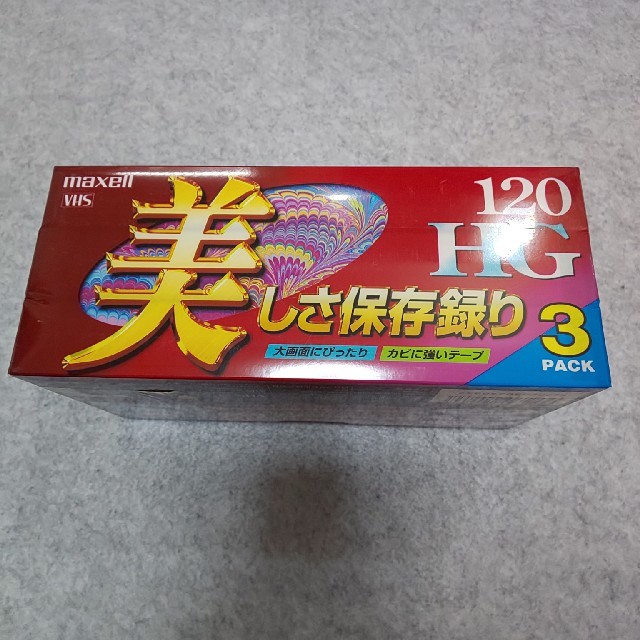 maxell
VHS
120
HG
美しさ保存録り
大画面にぴったり
カビに強いテープ
3
PACK